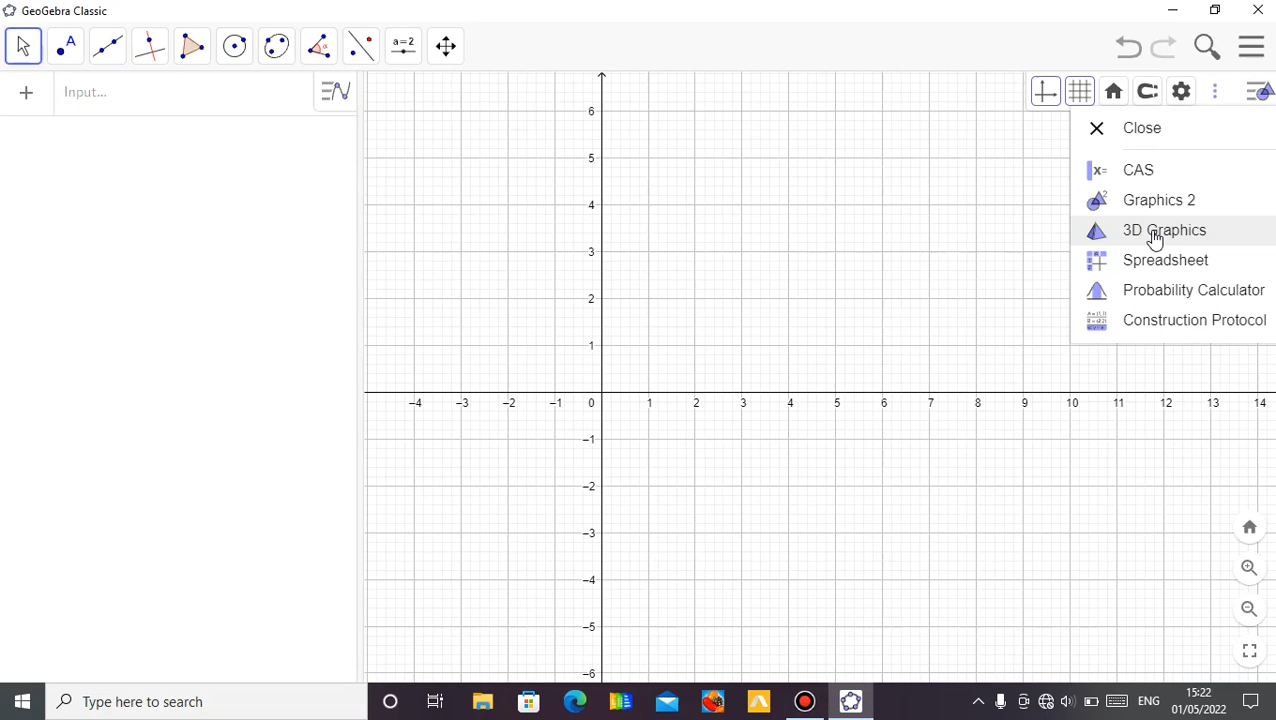 GeoGebra Classic
A
a=2
Input...
Close
x= CAS
2 Graphics 2
3D Graphics
Spreadsheet
Probability Calculator
Construction Protocol
6
5
4
3
2
1
−4 −3 −2 −1 0 1 2 3 4 5 6 7 8 9 10 11 12 13 14
−1
−2
−3
−4
−5
−6
Type here to search
ENG
15:22
01/05/2022